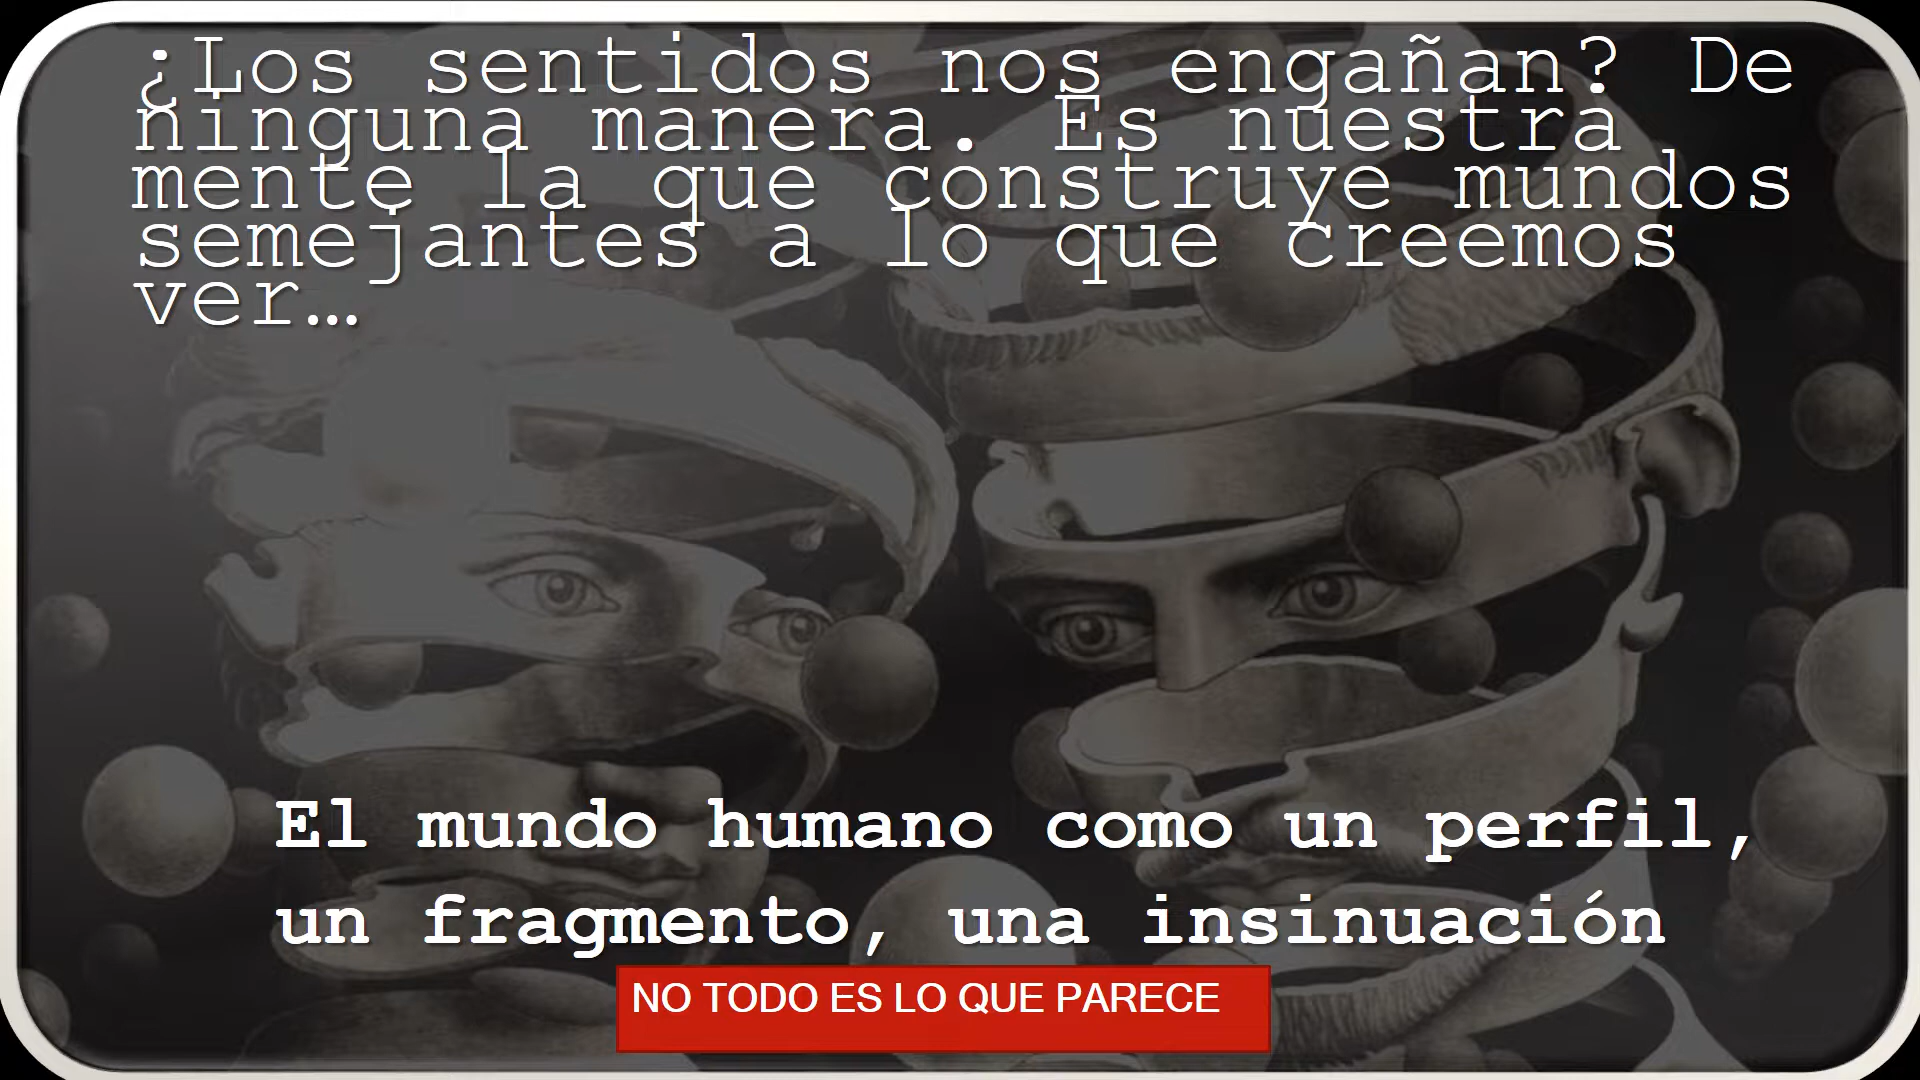 ¿Los sentidos nos engañan? De
ninguna manera. Es nuestra
mente la que construye mundos
semejantes a lo que creemos
ver…
El mundo humano como un perfil,
un fragmento, una insinuación
NO TODO ES LO QUE PARECE